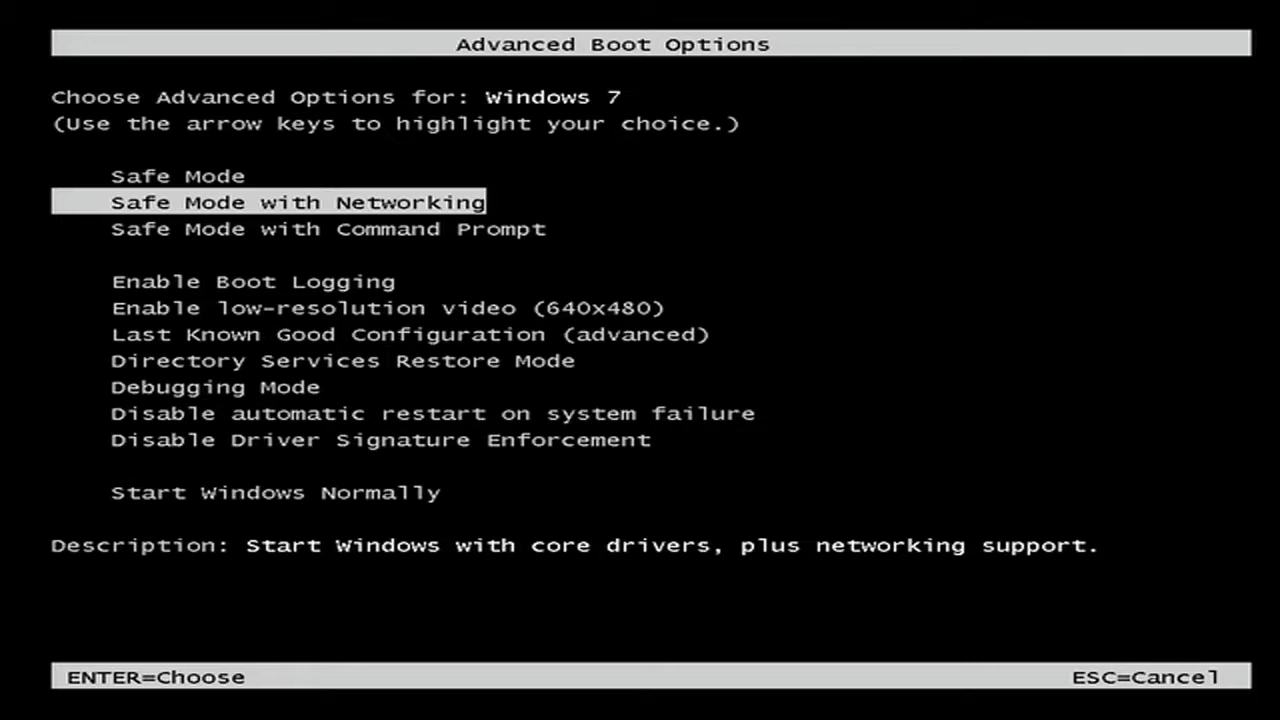 Advanced Boot Options
Choose Advanced Options for: Windows 7
(Use the arrow keys to highlight your choice.)
Safe Mode
Safe Mode with Networking
Safe Mode with Command Prompt
Enable Boot Logging
Enable low-resolution video (640x480)
Last Known Good Configuration (advanced)
Directory Services Restore Mode
Debugging Mode
Disable automatic restart on system failure
Disable Driver Signature Enforcement
Start Windows Normally
Description: Start Windows with core drivers, plus networking support.
ENTER=Choose ESC=Cancel